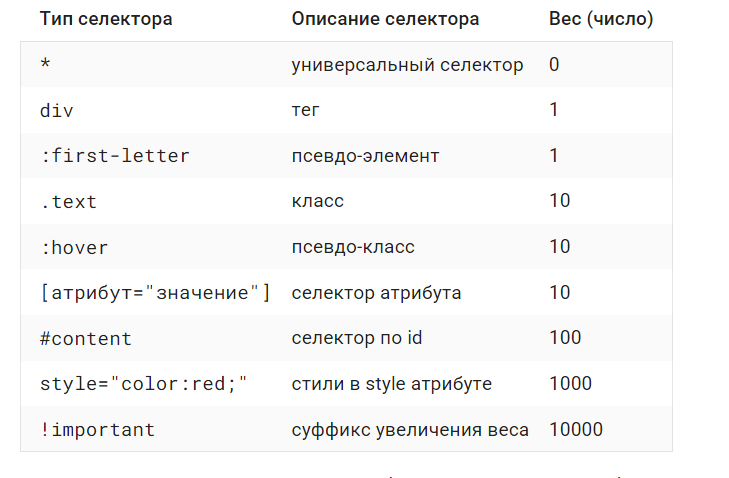 Тип селектора Описание селектора Вес (число)
* универсальный селектор 0
div тег 1
:first-letter псевдо-элемент 1
.text класс 10
:hover псевдо-класс 10
[атрибут="значение"] селектор атрибута 10
#content селектор по id 100
style="color:red;" стили в style атрибуте 1000
!important суффикс увеличения веса 10000